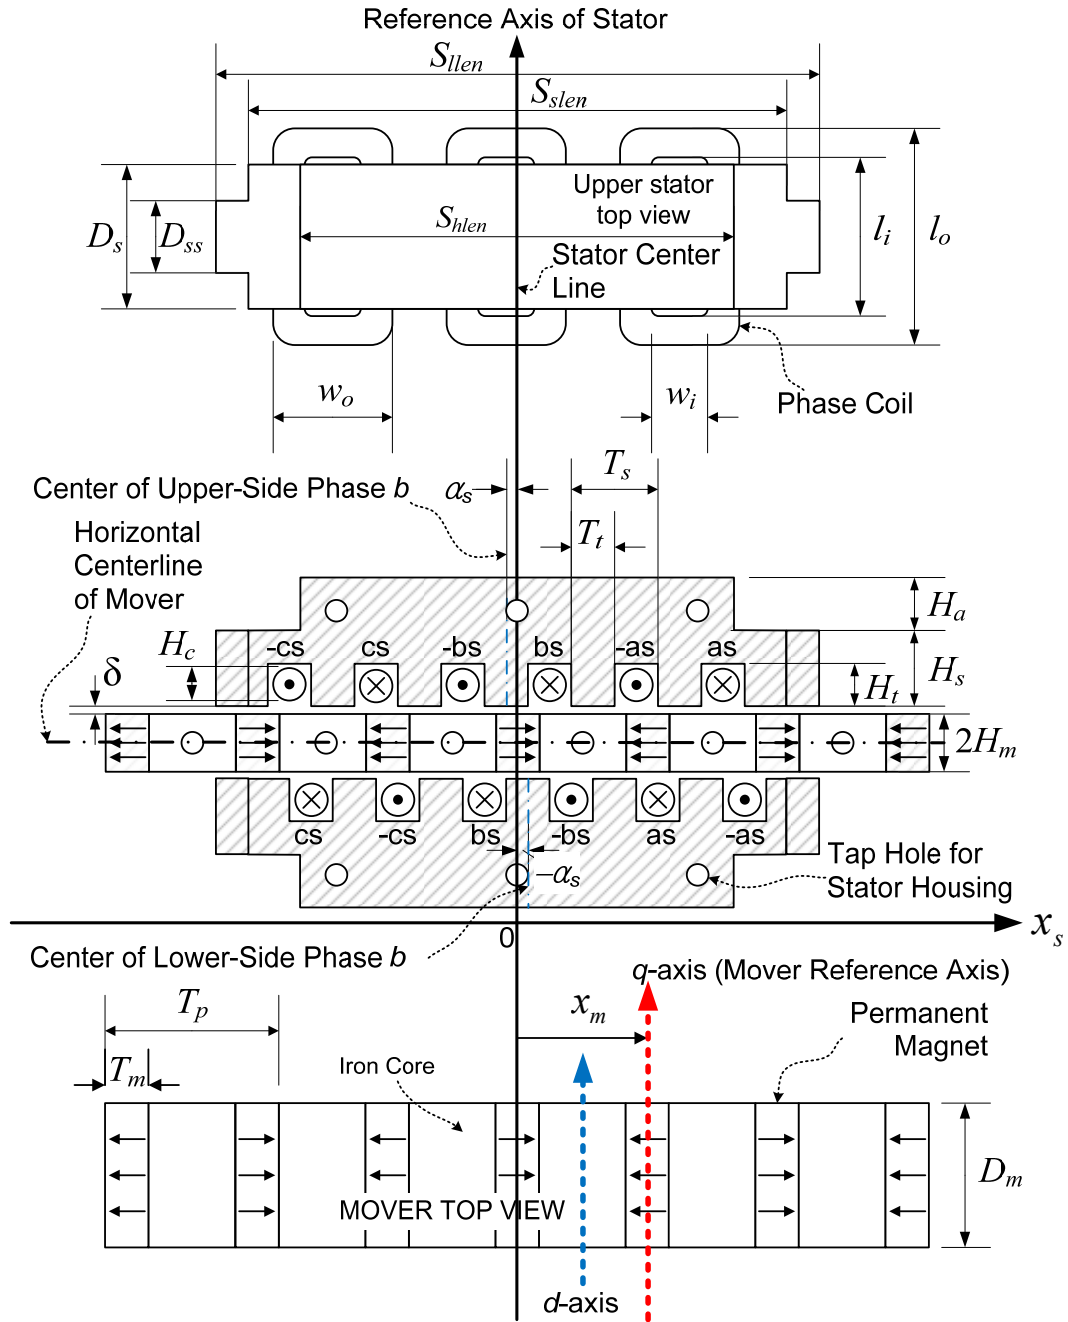 Reference Axis of Stator
S_llen
S_slen
Upper stator
top view
S_hlen
D_s
D_ss
l_i
l_o
Stator Center
Line
w_o
w_i
Phase Coil
Center of Upper-Side Phase b
α_s
T_s
Horizontal
Centerline
of Mover
T_t
H_a
H_c
-cs
cs
-bs
bs
-as
as
H_s
δ
H_t
2H_m
cs
-cs
bs
-bs
as
-as
−α_s
Tap Hole for
Stator Housing
0
x_s
Center of Lower-Side Phase b
q-axis (Mover Reference Axis)
T_p
x_m
Permanent
Magnet
T_m
Iron Core
D_m
MOVER TOP VIEW
d-axis